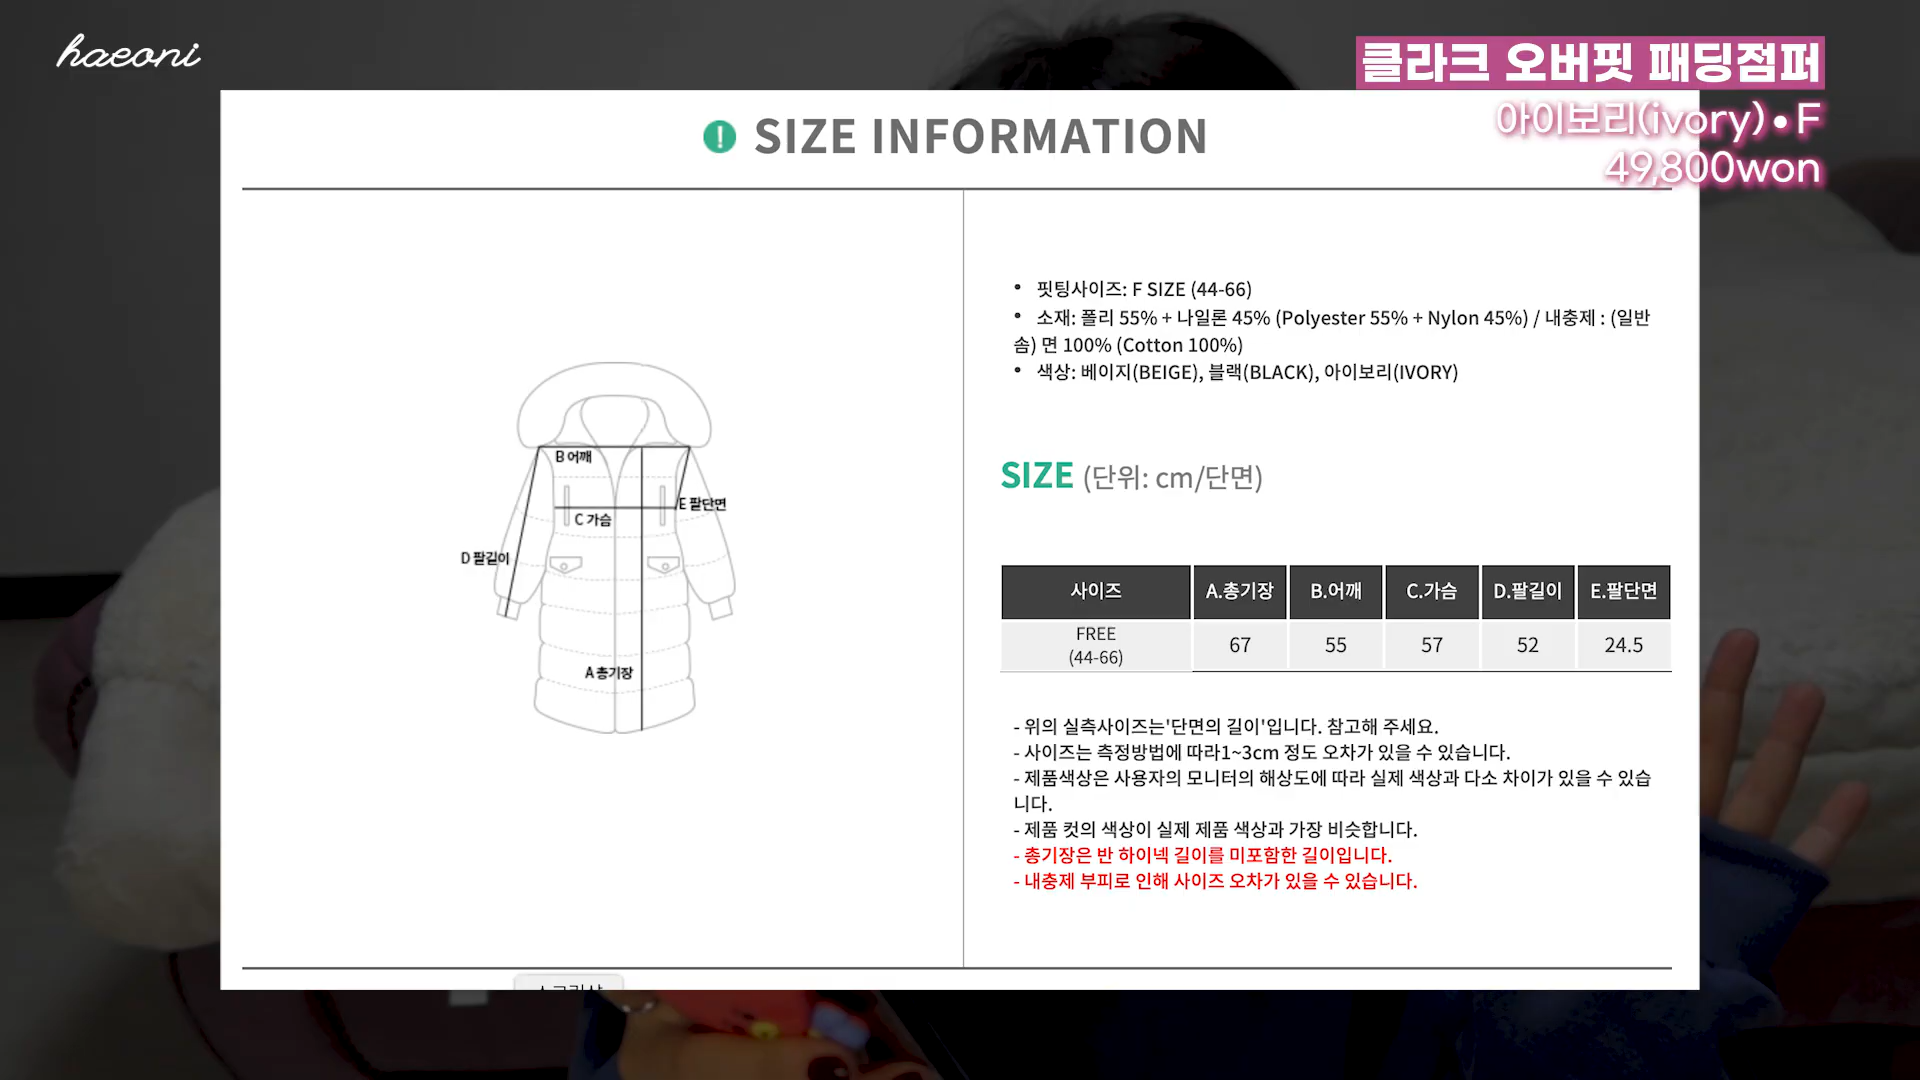 haeoni
클라크 오버핏 패딩점퍼
아이보리(ivory)•F
49,800won
! SIZE INFORMATION
B 어깨
E 팔단면
C 가슴
D 팔길이
A 총기장
• 핏팅사이즈: F SIZE (44-66)
• 소재: 폴리 55% + 나일론 45% (Polyester 55% + Nylon 45%) / 내충제 : (일반
솜) 면 100% (Cotton 100%)
• 색상: 베이지(BEIGE), 블랙(BLACK), 아이보리(IVORY)
SIZE (단위: cm/단면)
사이즈 A.총기장 B.어깨 C.가슴 D.팔길이 E.팔단면
FREE
(44-66) 67 55 57 52 24.5
- 위의 실측사이즈는'단면의 길이'입니다. 참고해 주세요.
- 사이즈는 측정방법에 따라1~3cm 정도 오차가 있을 수 있습니다.
- 제품색상은 사용자의 모니터의 해상도에 따라 실제 색상과 다소 차이가 있을 수 있습
니다.
- 제품 컷의 색상이 실제 제품 색상과 가장 비슷합니다.
- 총기장은 반 하이넥 길이를 미포함한 길이입니다.
- 내충제 부피로 인해 사이즈 오차가 있을 수 있습니다.